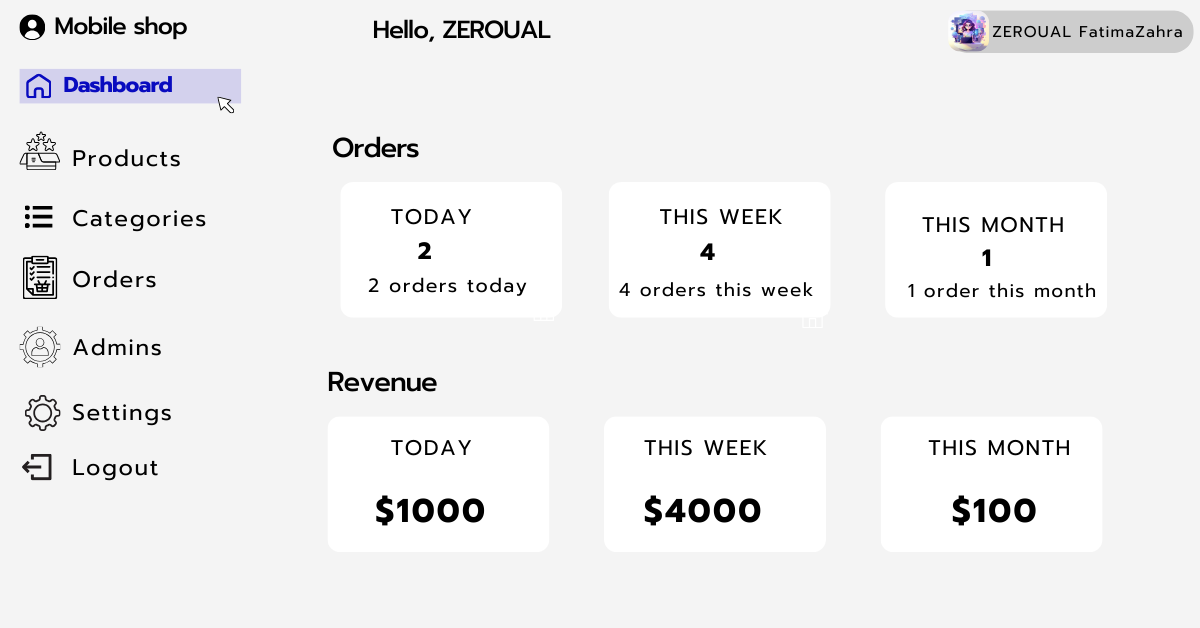 Mobile shop
Hello, ZEROUAL
ZEROUAL FatimaZahra
Dashboard
Products
Categories
Orders
Admins
Settings
Logout
Orders
TODAY
2
2 orders today
THIS WEEK
4
4 orders this week
THIS MONTH
1
1 order this month
Revenue
TODAY
$1000
THIS WEEK
$4000
THIS MONTH
$100